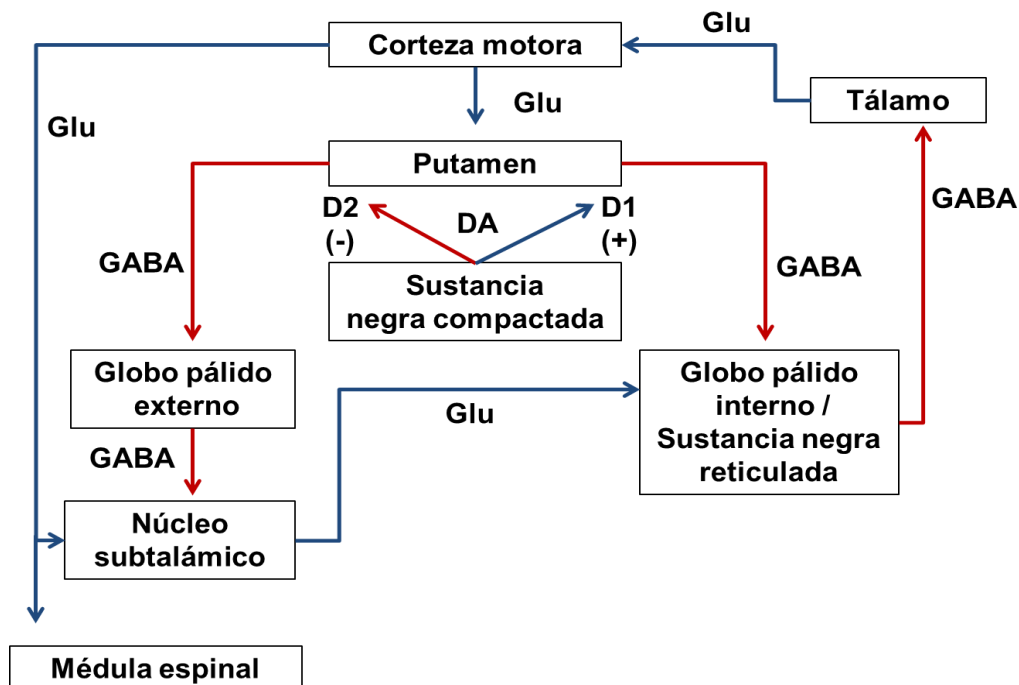 Corteza motora
Glu
Glu
Glu
Tálamo
Putamen
GABA
D2
(-)
DA
D1
(+)
GABA
GABA
Sustancia
negra compactada
Globo pálido
externo
Globo pálido
interno /
Sustancia negra
reticulada
Glu
GABA
Núcleo
subtalámico
Médula espinal